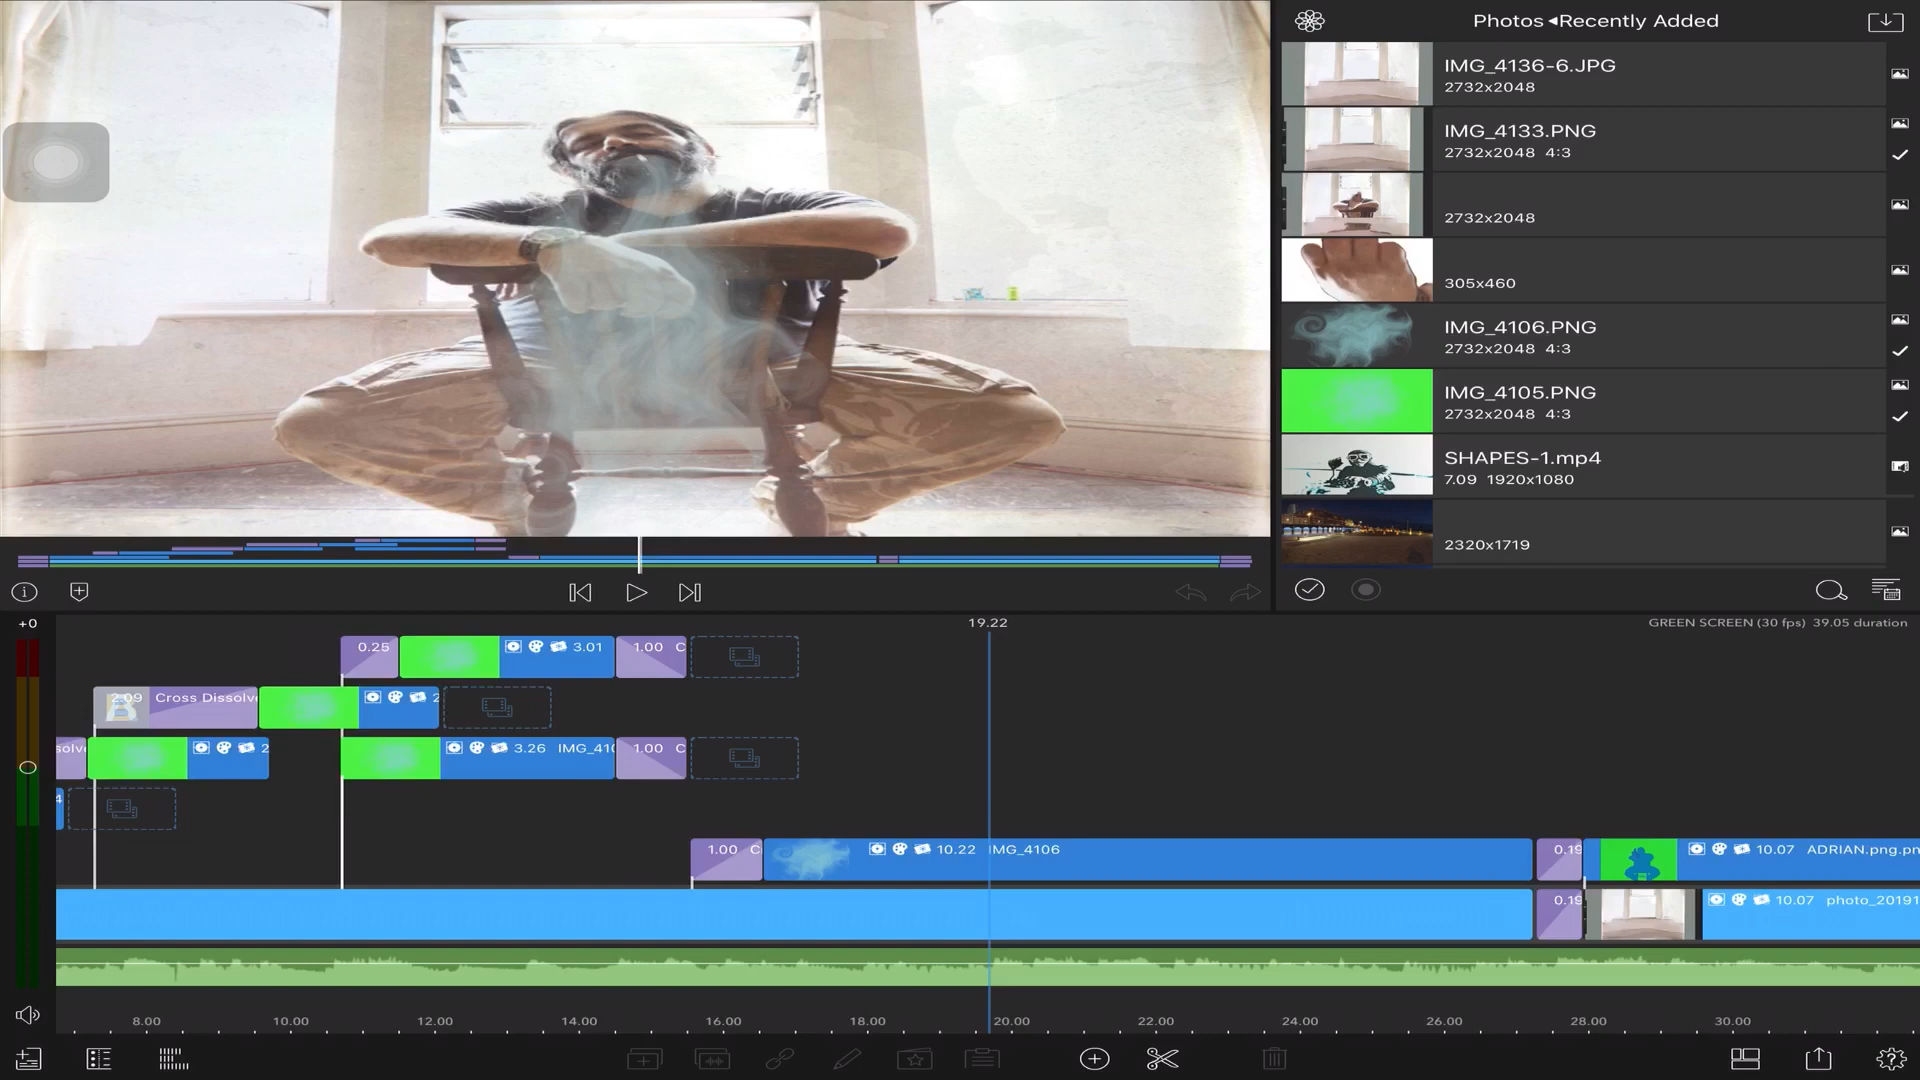 Photos ◂Recently Added
IMG_4136-6.JPG
2732x2048
IMG_4133.PNG
2732x2048 4:3
2732x2048
305x460
IMG_4106.PNG
2732x2048 4:3
IMG_4105.PNG
2732x2048 4:3
SHAPES-1.mp4
7.09 1920x1080
2320x1719
+0
19.22
GREEN SCREEN (30 fps) 39.05 duration
0.25
3.01
1.00 C
2.09 Cross Dissolv
2
solv
2
3.26 IMG_410
1.00 C
4
1.00 C
10.22 IMG_4106
0.19
10.07 ADRIAN.png.pn
0.19
10.07 photo_20191
8.00 10.00 12.00 14.00 16.00 18.00 20.00 22.00 24.00 26.00 28.00 30.00